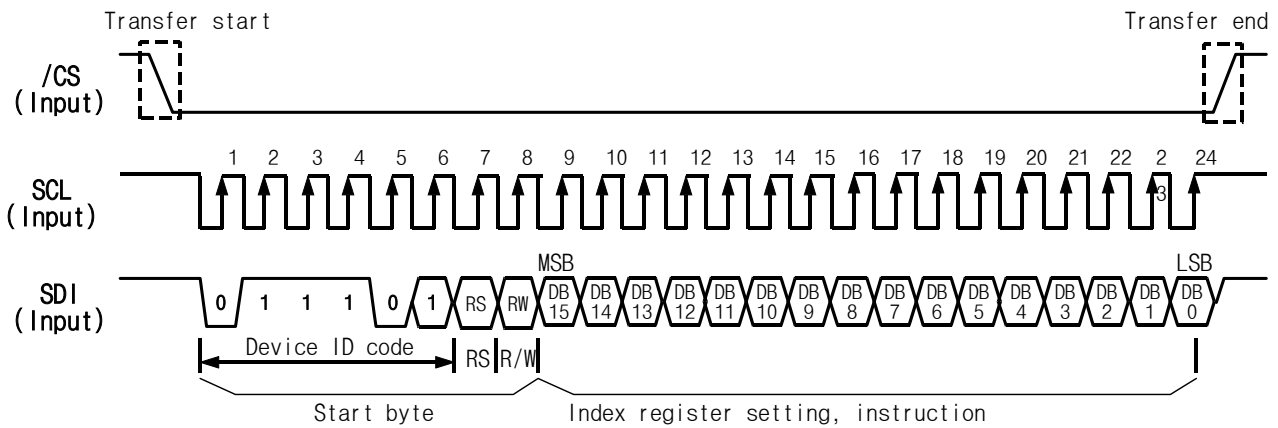 Transfer start Transfer end
/CS
(Input)
1 2 3 4 5 6 7 8 9 10 11 12 13 14 15 16 17 18 19 20 21 22 23 24
SCL
(Input)
MSB LSB
SDI
(Input)
0 1 1 1 0 1 RS RW DB 15 DB 14 DB 13 DB 12 DB 11 DB 10 DB 9 DB 8 DB 7 DB 6 DB 5 DB 4 DB 3 DB 2 DB 1 DB 0
Device ID code RS R/W
Start byte Index register setting, instruction